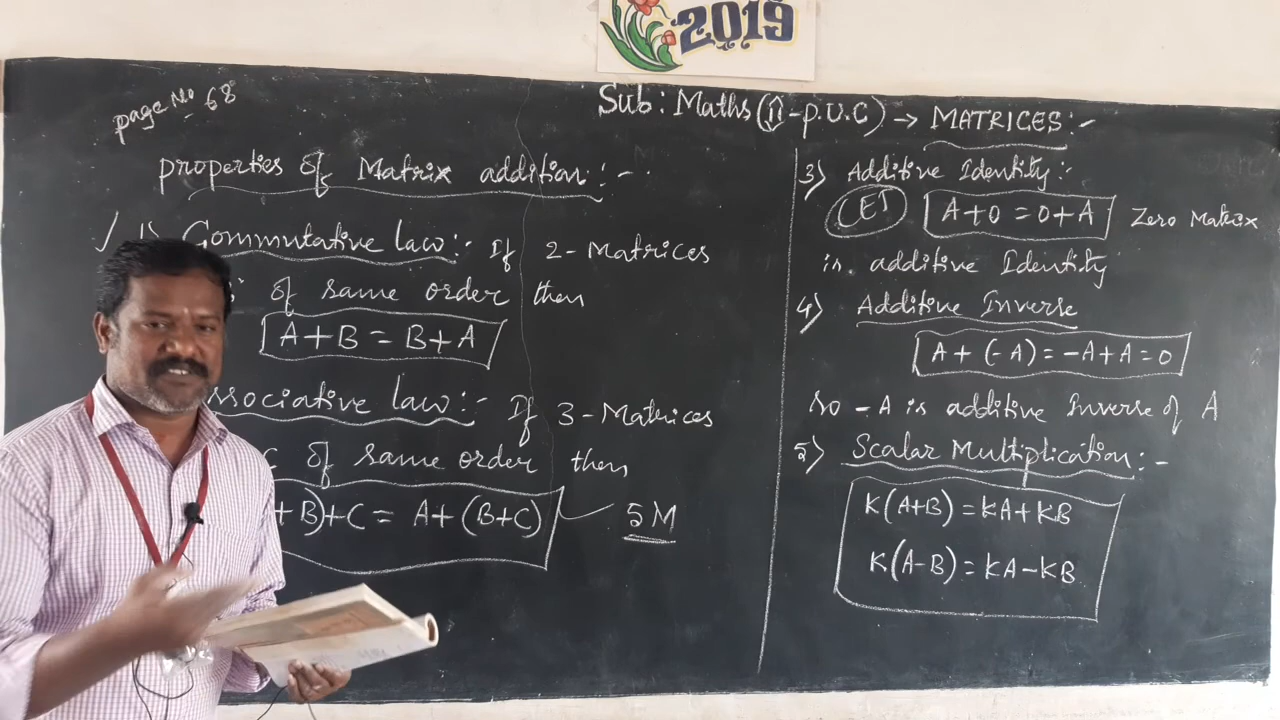 2019
page No 68
Sub: Maths (II - P.U.C) → MATRICES:-
properties of Matrix addition:-
✓ 1) Commutative law:- If 2-Matrices
of same order then
A+B = B+A
ssociative law:- If 3-Matrices
C of same order then
+B)+C = A+(B+C) ✓ 5M
3) Additive Identity:-
CET A+0 = 0+A Zero Matrix
is additive Identity
4) Additive Inverse
A + (-A) = -A+A = 0
so -A is additive Inverse of A
5) Scalar Multiplication:-
K(A+B) = KA+KB
K(A-B) = KA-KB